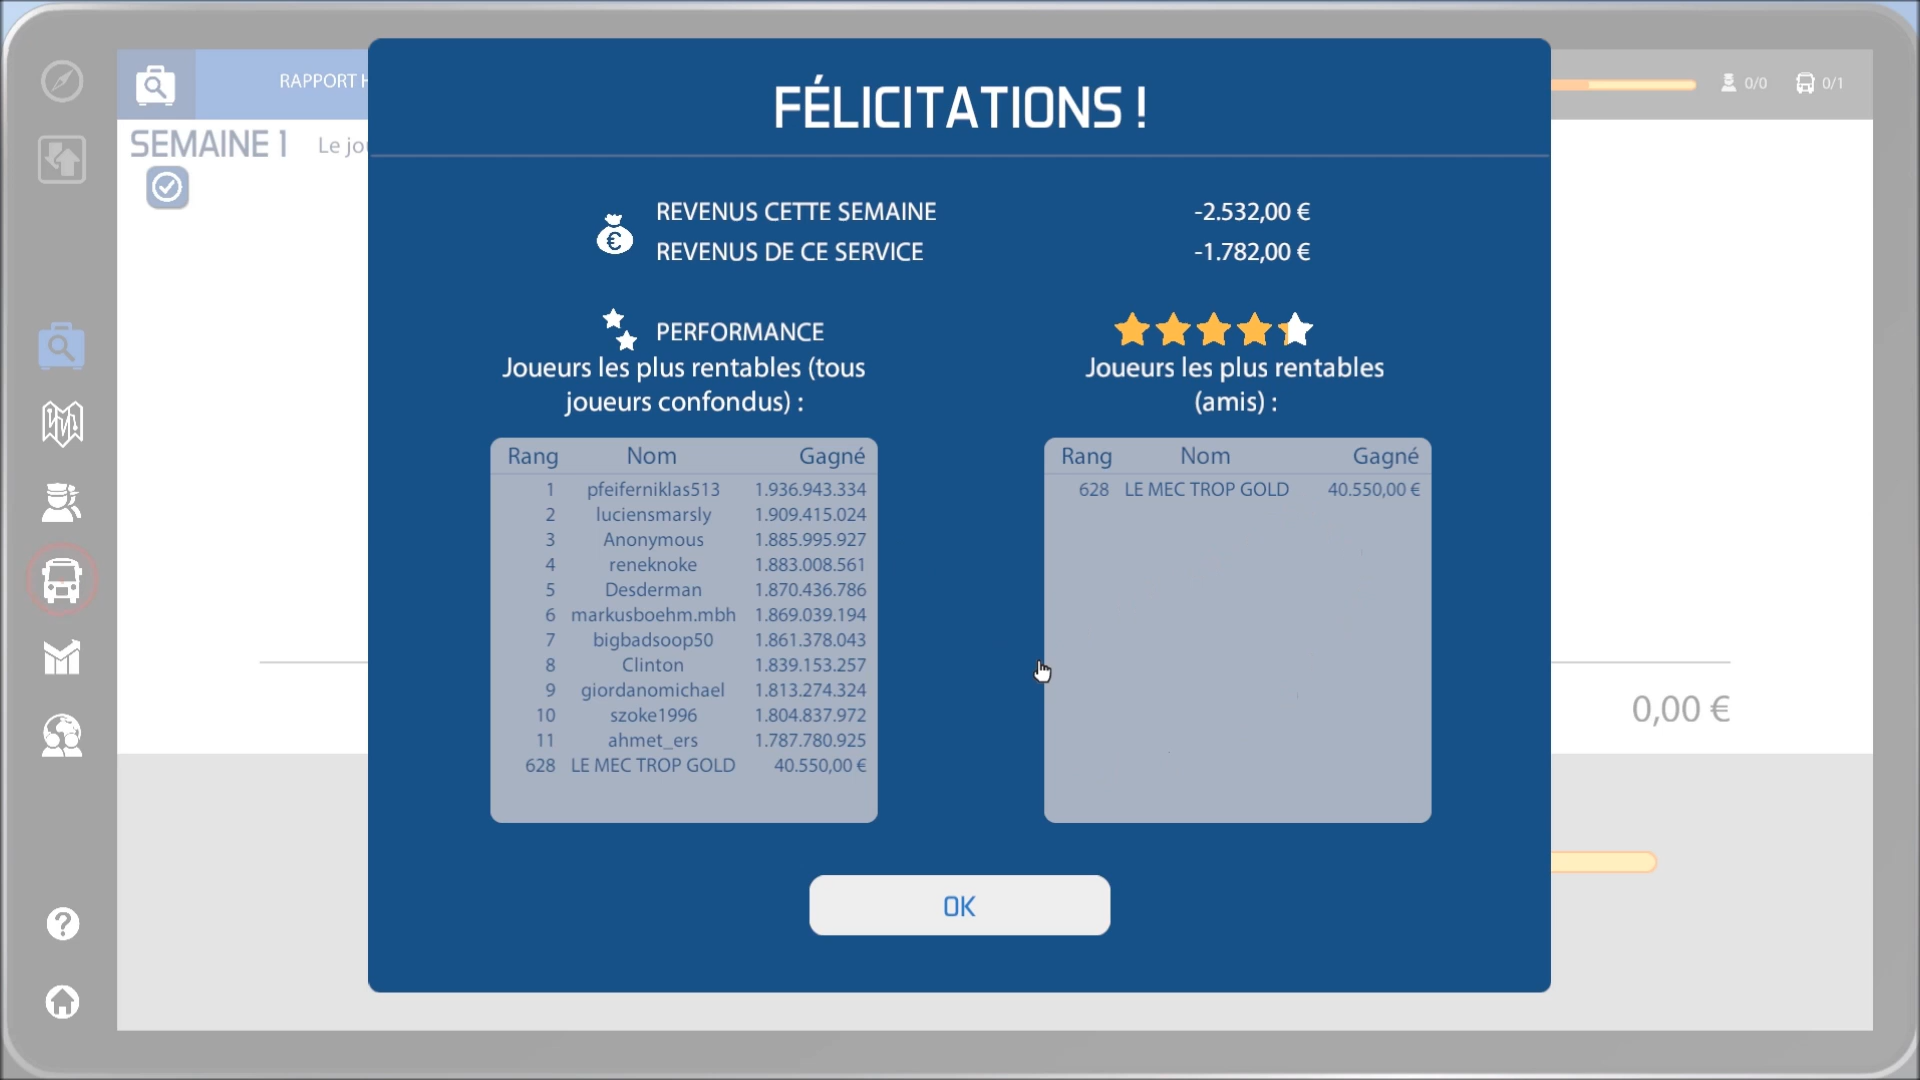 FÉLICITATIONS !
RAPPORT H
0/0
0/1
SEMAINE 1
Le jou
REVENUS CETTE SEMAINE -2.532,00 €
REVENUS DE CE SERVICE -1.782,00 €
PERFORMANCE
Joueurs les plus rentables (tous
joueurs confondus) :
Rang Nom Gagné
1 pfeiferniklas513 1.936.943.334
2 luciensmarsly 1.909.415.024
3 Anonymous 1.885.995.927
4 reneknoke 1.883.008.561
5 Desderman 1.870.436.786
6 markusboehm.mbh 1.869.039.194
7 bigbadsoop50 1.861.378.043
8 Clinton 1.839.153.257
9 giordanomichael 1.813.274.324
10 szoke1996 1.804.837.972
11 ahmet_ers 1.787.780.925
628 LE MEC TROP GOLD 40.550,00 €
Joueurs les plus rentables
(amis) :
Rang Nom Gagné
628 LE MEC TROP GOLD 40.550,00 €
0,00 €
OK